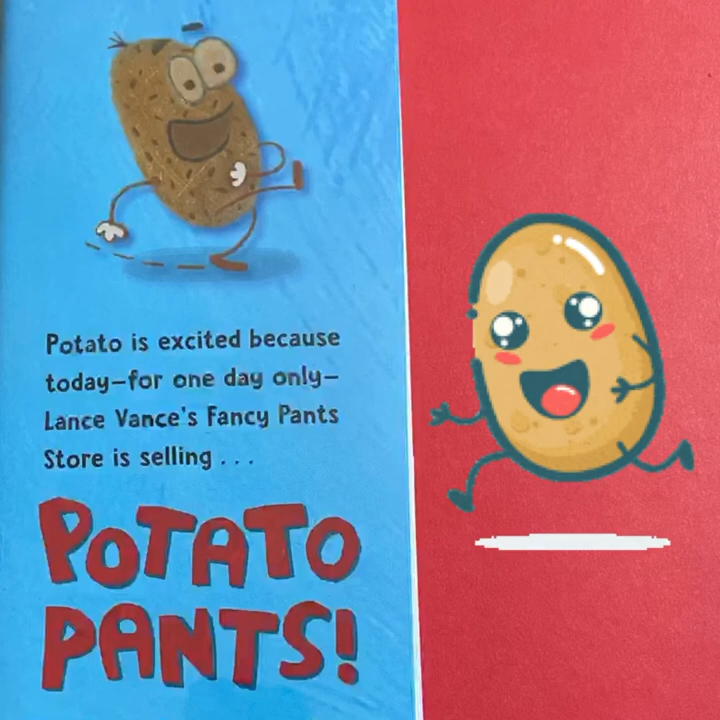 Potato is excited because
today—for one day only—
Lance Vance's Fancy Pants
Store is selling . . .
POTATO
PANTS!